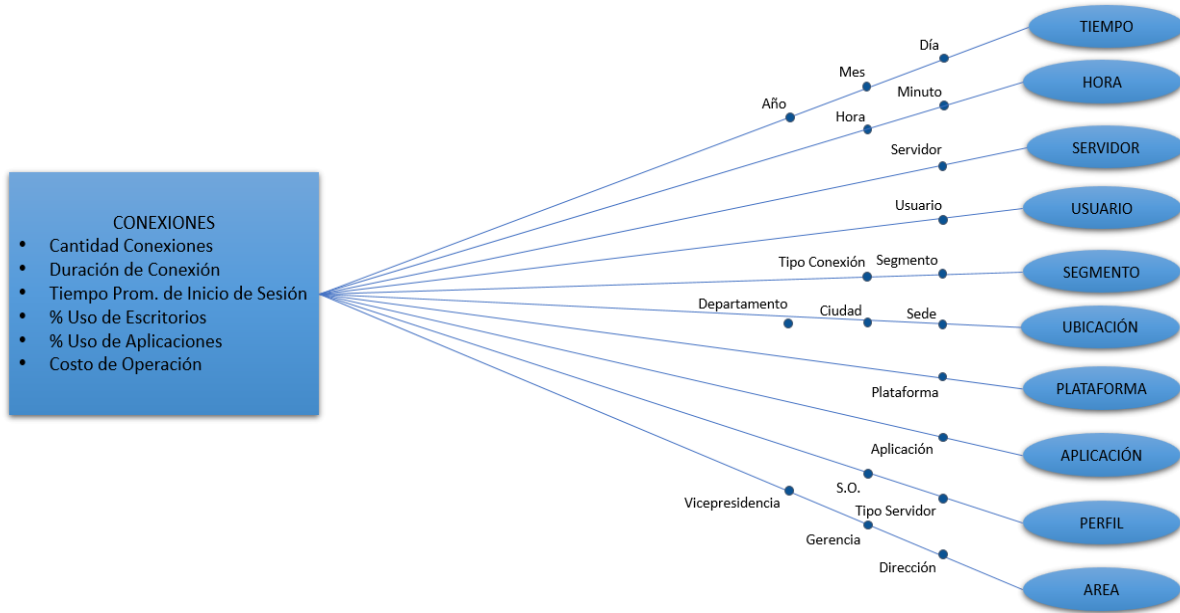 CONEXIONES
• Cantidad Conexiones
• Duración de Conexión
• Tiempo Prom. de Inicio de Sesión
• % Uso de Escritorios
• % Uso de Aplicaciones
• Costo de Operación
Año
Mes
Día
TIEMPO
Hora
Minuto
HORA
Servidor
SERVIDOR
Usuario
USUARIO
Tipo Conexión
Segmento
SEGMENTO
Departamento
Ciudad
Sede
UBICACIÓN
Plataforma
PLATAFORMA
Aplicación
APLICACIÓN
S.O.
Tipo Servidor
PERFIL
Vicepresidencia
Gerencia
Dirección
AREA